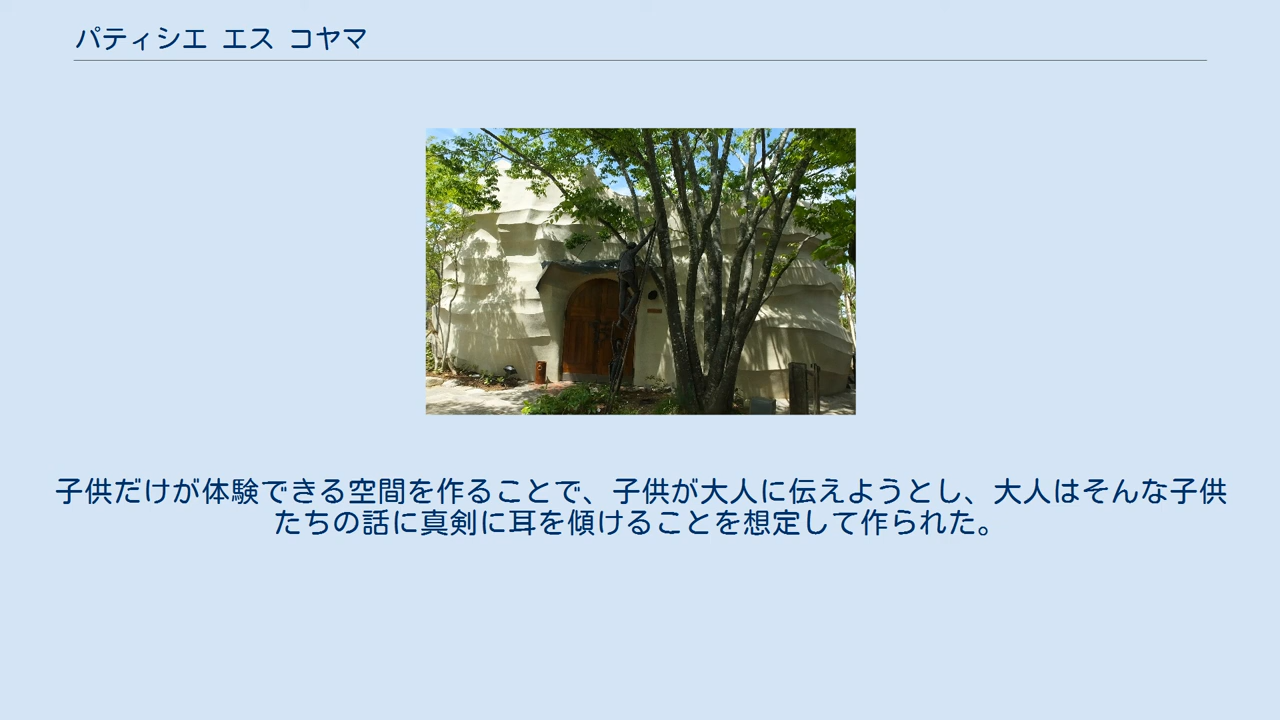 パティシエ エス コヤマ
子供だけが体験できる空間を作ることで、子供が大人に伝えようとし、大人はそんな子供
たちの話に真剣に耳を傾けることを想定して作られた。